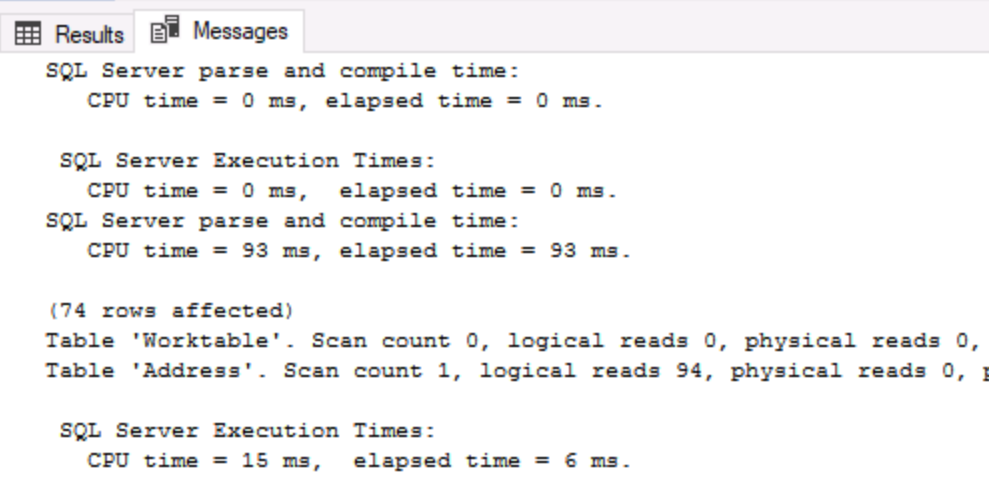 Results Messages
SQL Server parse and compile time:
CPU time = 0 ms, elapsed time = 0 ms.
SQL Server Execution Times:
CPU time = 0 ms, elapsed time = 0 ms.
SQL Server parse and compile time:
CPU time = 93 ms, elapsed time = 93 ms.
(74 rows affected)
Table 'Worktable'. Scan count 0, logical reads 0, physical reads 0,
Table 'Address'. Scan count 1, logical reads 94, physical reads 0,
SQL Server Execution Times:
CPU time = 15 ms, elapsed time = 6 ms.